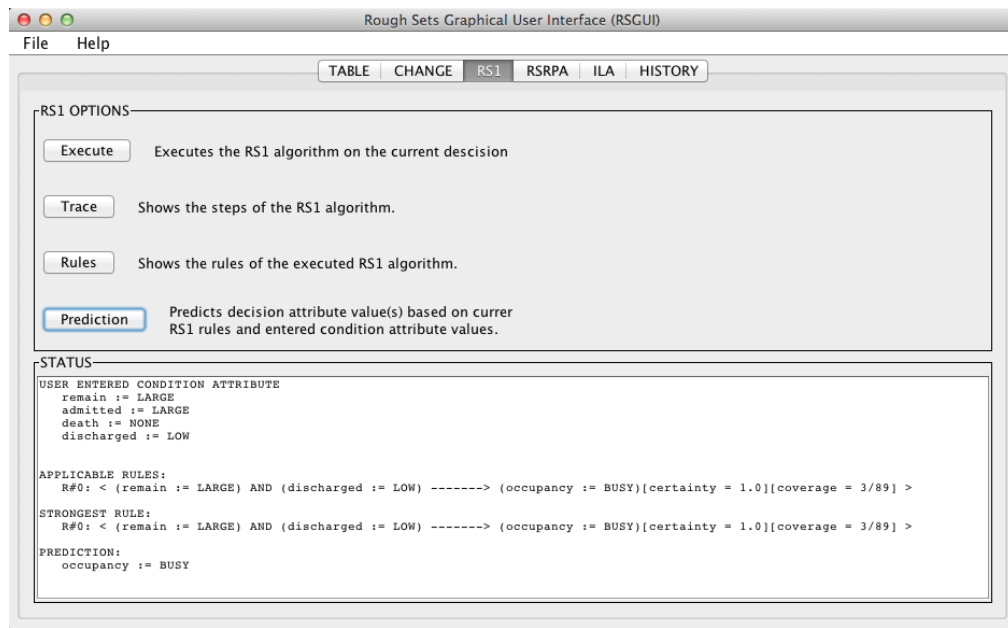 Rough Sets Graphical User Interface (RSGUI)
File Help
TABLE CHANGE RS1 RSRPA ILA HISTORY
RS1 OPTIONS
Execute Executes the RS1 algorithm on the current descision
Trace Shows the steps of the RS1 algorithm.
Rules Shows the rules of the executed RS1 algorithm.
Prediction Predicts decision attribute value(s) based on currer
RS1 rules and entered condition attribute values.
STATUS
USER ENTERED CONDITION ATTRIBUTE
remain := LARGE
admitted := LARGE
death := NONE
discharged := LOW
APPLICABLE RULES:
R#0: < (remain := LARGE) AND (discharged := LOW) -------> (occupancy := BUSY)[certainty = 1.0][coverage = 3/89] >
STRONGEST RULE:
R#0: < (remain := LARGE) AND (discharged := LOW) -------> (occupancy := BUSY)[certainty = 1.0][coverage = 3/89] >
PREDICTION:
occupancy := BUSY